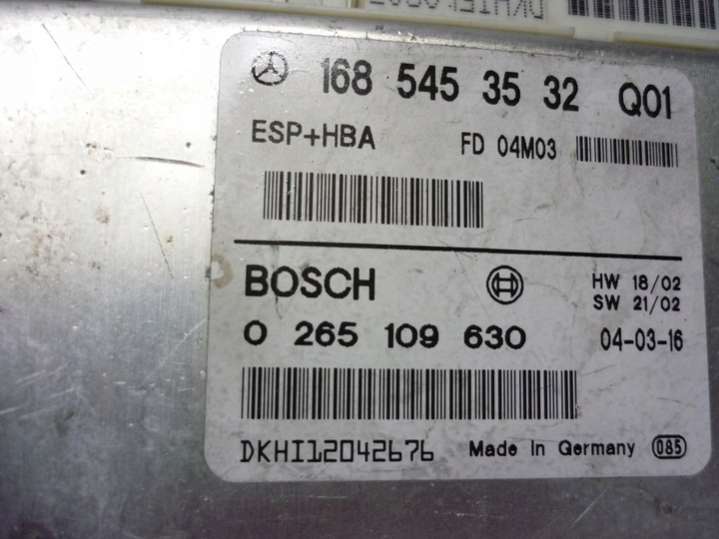 168 545 35 32 Q01
ESP+HBA FD 04M03
BOSCH HW 18/02
SW 21/02
0 265 109 630 04-03-16
DKHI12042676 Made In Germany 085